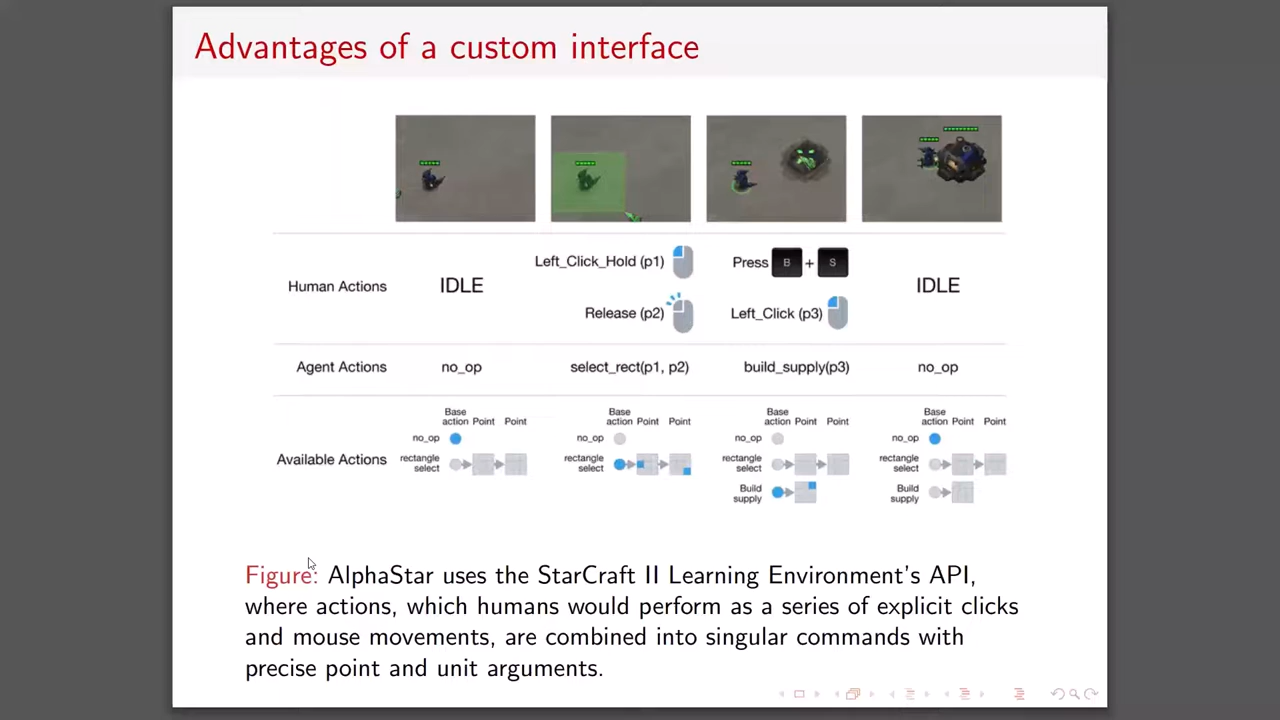 Advantages of a custom interface
Human Actions
IDLE
Left_Click_Hold (p1)
Release (p2)
Press B + S
Left_Click (p3)
IDLE
Agent Actions
no_op
select_rect(p1, p2)
build_supply(p3)
no_op
Available Actions
Base
action Point Point
no_op
rectangle
select
Base
action Point Point
no_op
rectangle
select
Base
action Point Point
no_op
rectangle
select
Build
supply
Base
action Point Point
no_op
rectangle
select
Build
supply
Figure: AlphaStar uses the StarCraft II Learning Environment's API,
where actions, which humans would perform as a series of explicit clicks
and mouse movements, are combined into singular commands with
precise point and unit arguments.